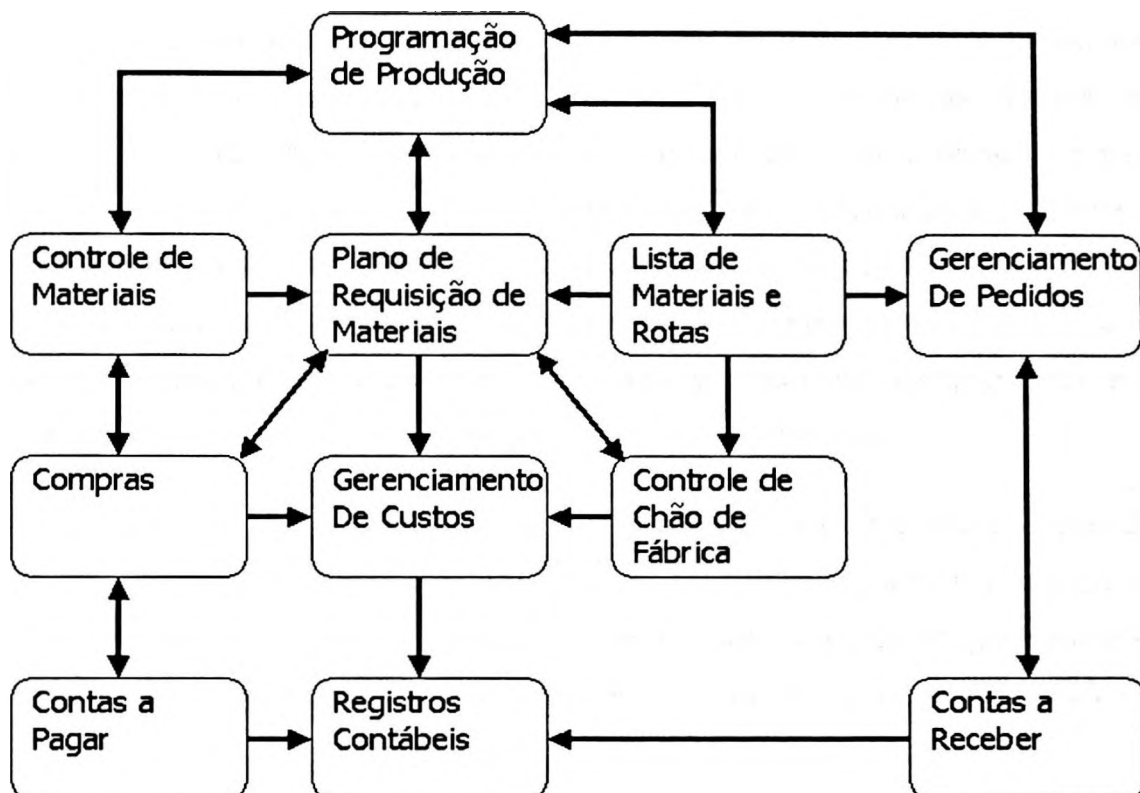 Programação
de Produção
Controle de
Materiais
Plano de
Requisição de
Materiais
Lista de
Materiais e
Rotas
Gerenciamento
De Pedidos
Compras
Gerenciamento
De Custos
Controle de
Chão de
Fábrica
Contas a
Pagar
Registros
Contábeis
Contas a
Receber